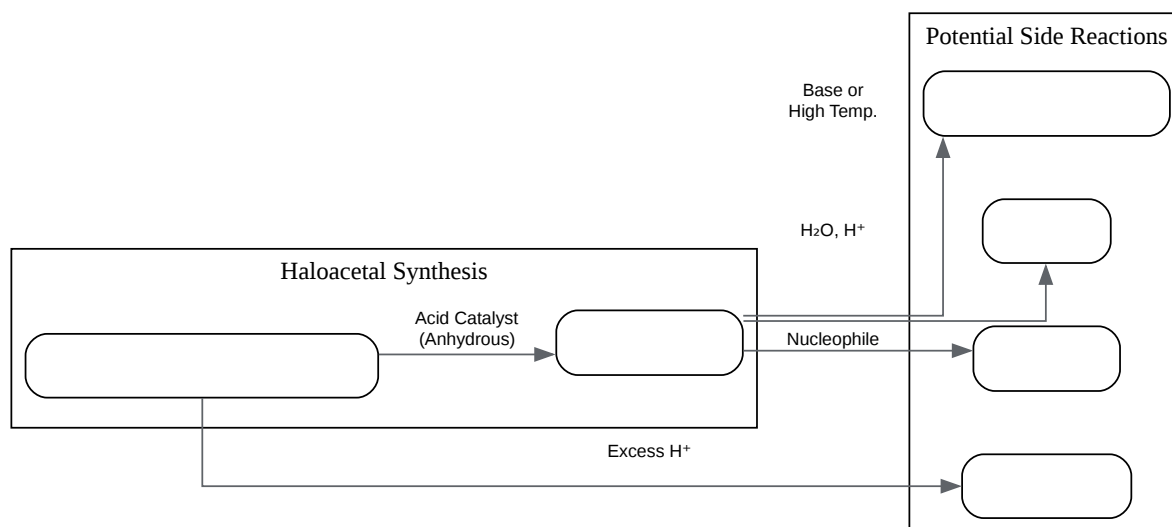 Potential Side Reactions
Base or
High Temp.
H₂O, H⁺
Haloacetal Synthesis
Acid Catalyst
(Anhydrous)
Nucleophile
Excess H⁺